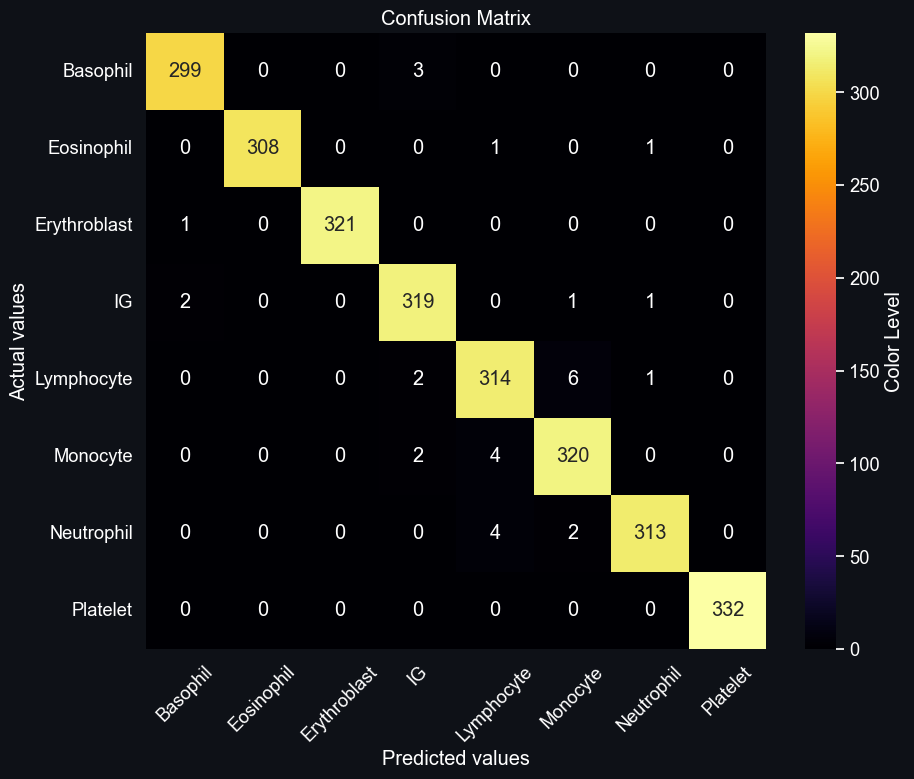 Confusion Matrix
Basophil 299 0 0 3 0 0 0 0
Eosinophil 0 308 0 0 1 0 1 0
Erythroblast 1 0 321 0 0 0 0 0
IG 2 0 0 319 0 1 1 0
Lymphocyte 0 0 0 2 314 6 1 0
Monocyte 0 0 0 2 4 320 0 0
Neutrophil 0 0 0 0 4 2 313 0
Platelet 0 0 0 0 0 0 0 332
Actual values
Basophil Eosinophil Erythroblast IG Lymphocyte Monocyte Neutrophil Platelet
Predicted values
300
250
200
150
100
50
0
Color Level